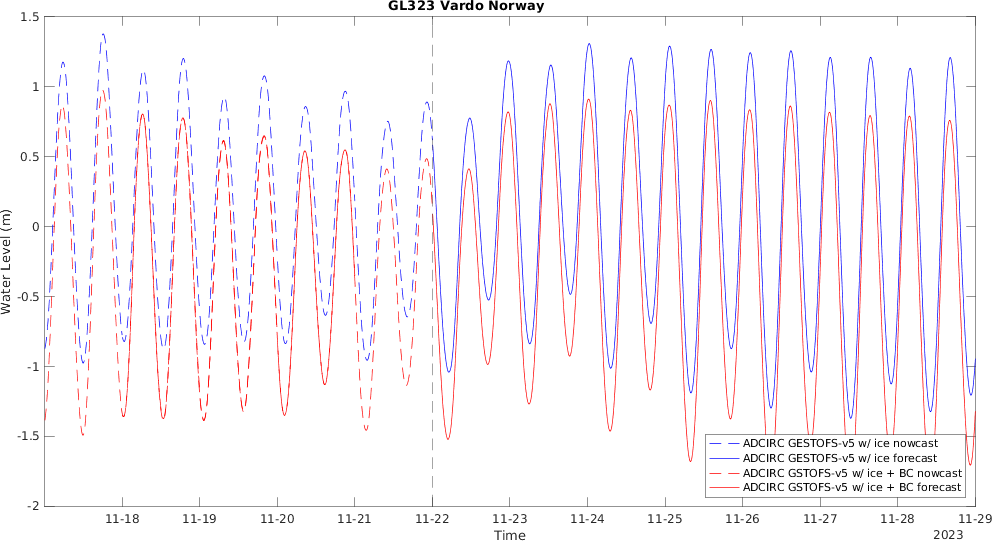 GL323 Vardo Norway
1.5
1
0.5
0
-0.5
-1
-1.5
-2
Water Level (m)
ADCIRC GESTOFS-v5 w/ ice nowcast
ADCIRC GESTOFS-v5 w/ ice forecast
ADCIRC GSTOFS-v5 w/ ice + BC nowcast
ADCIRC GSTOFS-v5 w/ ice + BC forecast
11-18 11-19 11-20 11-21 11-22 11-23 11-24 11-25 11-26 11-27 11-28 11-29
Time
2023